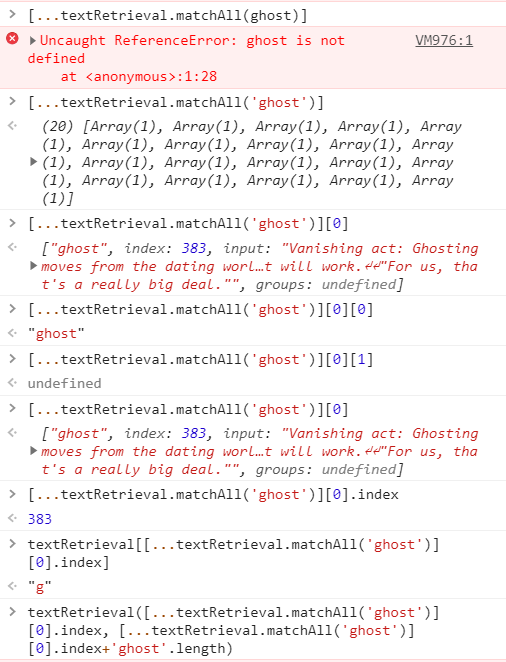 [...textRetrieval.matchAll(ghost)]
Uncaught ReferenceError: ghost is not VM976:1
defined
at <anonymous>:1:28
[...textRetrieval.matchAll('ghost')]
(20) [Array(1), Array(1), Array(1), Array(1), Array
(1), Array(1), Array(1), Array(1), Array(1), Array
(1), Array(1), Array(1), Array(1), Array(1), Array
(1), Array(1), Array(1), Array(1), Array(1), Array
(1)]
[...textRetrieval.matchAll('ghost')][0]
["ghost", index: 383, input: "Vanishing act: Ghosting
moves from the dating worl…t will work.↵↵"For us, tha
t's a really big deal."", groups: undefined]
[...textRetrieval.matchAll('ghost')][0][0]
"ghost"
[...textRetrieval.matchAll('ghost')][0][1]
undefined
[...textRetrieval.matchAll('ghost')][0]
["ghost", index: 383, input: "Vanishing act: Ghosting
moves from the dating worl…t will work.↵↵"For us, tha
t's a really big deal."", groups: undefined]
[...textRetrieval.matchAll('ghost')][0].index
383
textRetrieval[[...textRetrieval.matchAll('ghost')]
[0].index]
"g"
textRetrieval([...textRetrieval.matchAll('ghost')]
[0].index, [...textRetrieval.matchAll('ghost')]
[0].index+'ghost'.length)